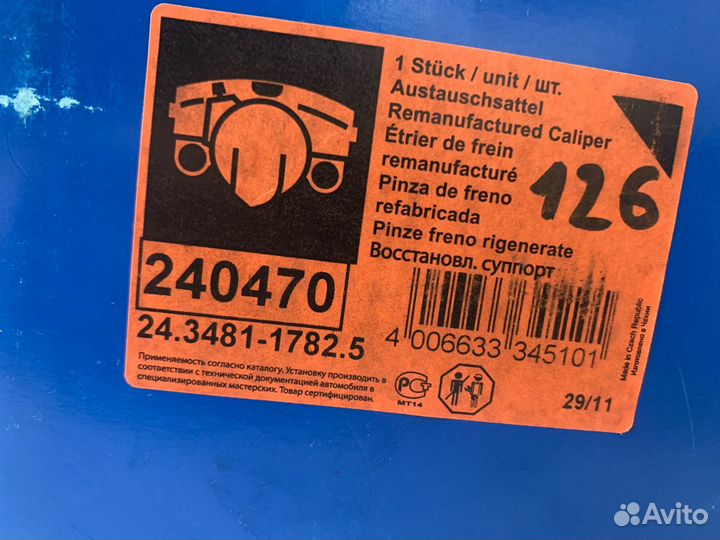 1 Stück / unit / шт.
Austauschsattel
Remanufactured Caliper
Étrier de frein
remanufacturé
Pinza de freno
refabricada
Pinze freno rigenerate
Восстановл. суппорт
126
240470
24.3481-1782.5
4 006633 345101
Применяемость согласно каталогу. Установку производить в
соответствии с технической документацией автомобиля в
специализированных мастерских. Товар сертифицирован.
РСТ
МТ14
29/11
Made in Czech Republic
Изготовлено в Чехии
Avito